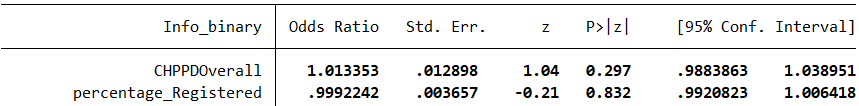 Info_binary Odds Ratio Std. Err. z P>|z| [95% Conf. Interval]
CHPPDOverall 1.013353 .012898 1.04 0.297 .9883863 1.038951
percentage_Registered .9992242 .003657 -0.21 0.832 .9920823 1.006418